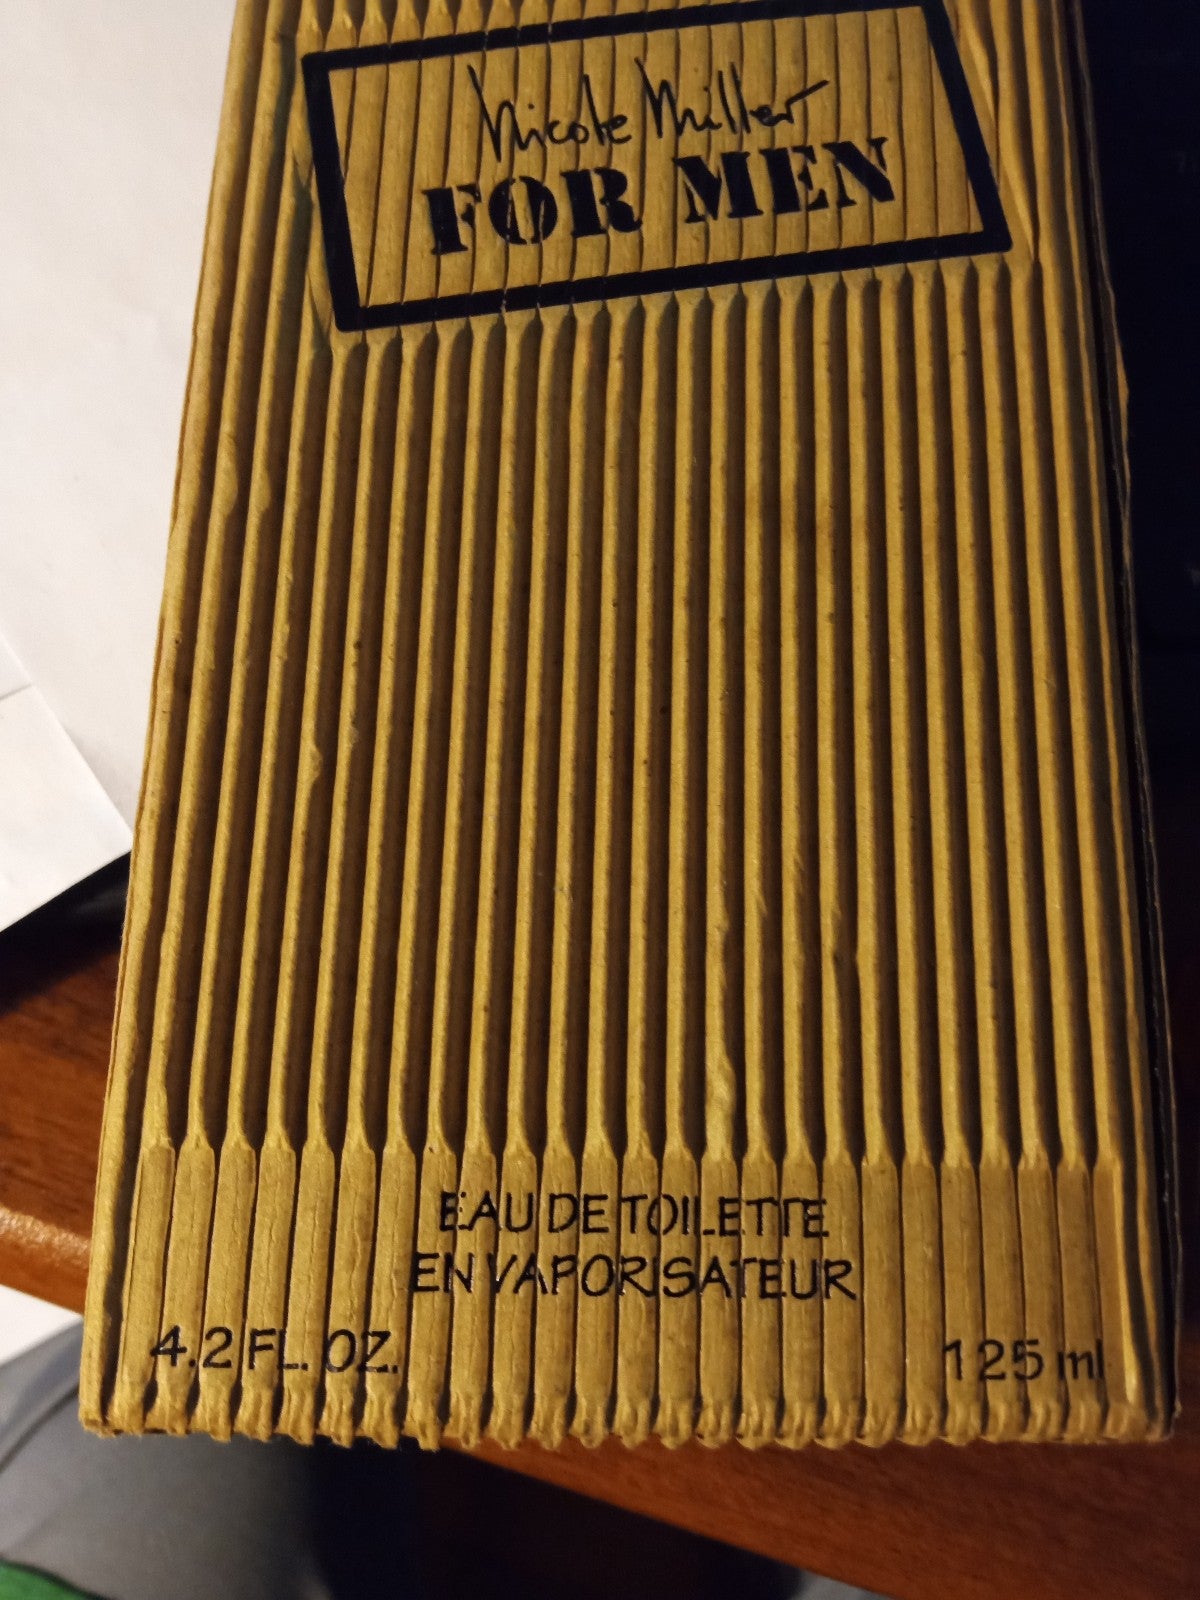 Nicole Miller
FOR MEN
EAU DE TOILETTE
EN VAPORISATEUR
4.2 FL. OZ.
125 ml